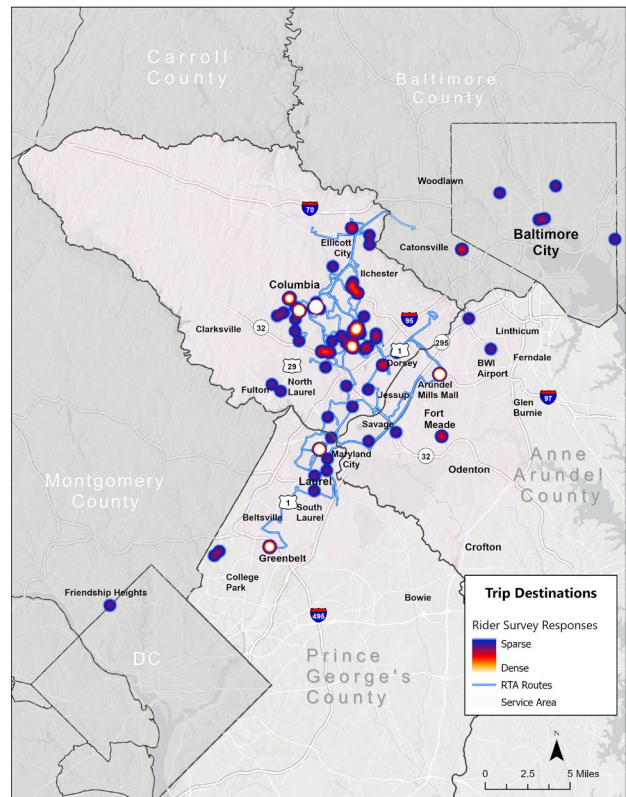 Carroll
County
Baltimore
County
Woodlawn
70
Ellicott
City
Catonsville
Baltimore
City
Ilchester
Columbia
95
Clarksville
32
Linthicum
295
1
Dorsey
29
BWI
Airport
Ferndale
North
Laurel
Fulton
Jessup
Arundel
Mills Mall
97
Glen
Burnie
Fort
Meade
Savage
32
Maryland
City
Anne
Arundel
County
Odenton
Montgomery
County
Laurel
1
South
Laurel
Beltsville
Greenbelt
Crofton
College
Park
Friendship Heights
Bowie
495
DC
Prince
George's
County
Trip Destinations
Rider Survey Responses
Sparse
Dense
RTA Routes
Service Area
N
0 2.5 5 Miles